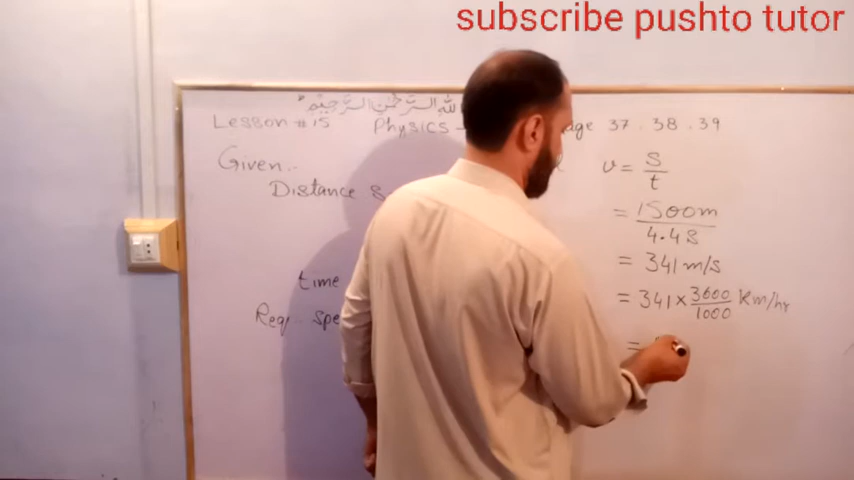 subscribe pushto tutor
الله الرحمن الرحيم
Lesson # 15 Physics - age 37 . 38 . 39
Given :-
Distance s
time
Req. Spe
v = s/t
= 1500m/4.4s
= 341 m/s
= 341 × 3600/1000 Km/hr
=